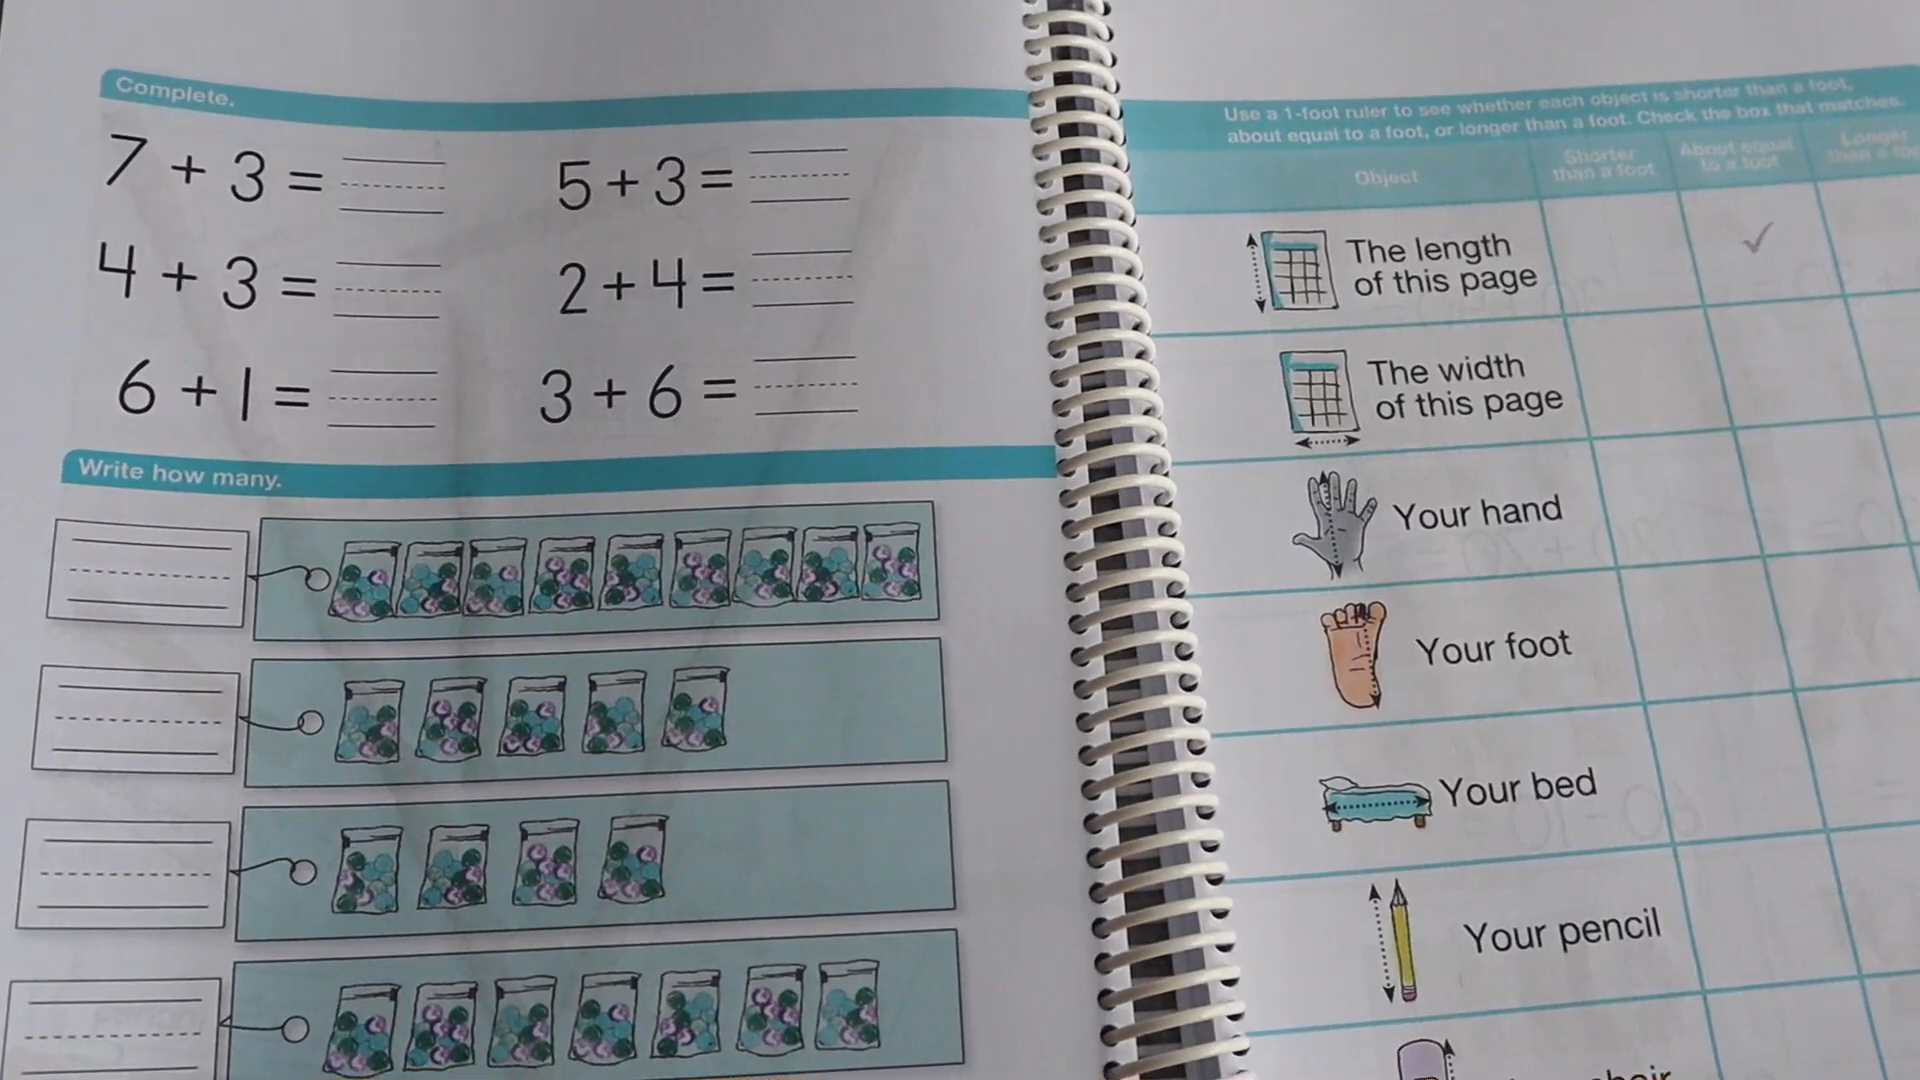 Complete.
7 + 3 =
5 + 3 =
4 + 3 =
2 + 4 =
6 + 1 =
3 + 6 =
Write how many.
Use a 1-foot ruler to see whether each object is shorter than a foot,
about equal to a foot, or longer than a foot. Check the box that matches.
Object
Shorter
than a foot
About equal
to a foot
Longer
than a foo
The length
of this page
✓
The width
of this page
Your hand
Your foot
Your bed
Your pencil